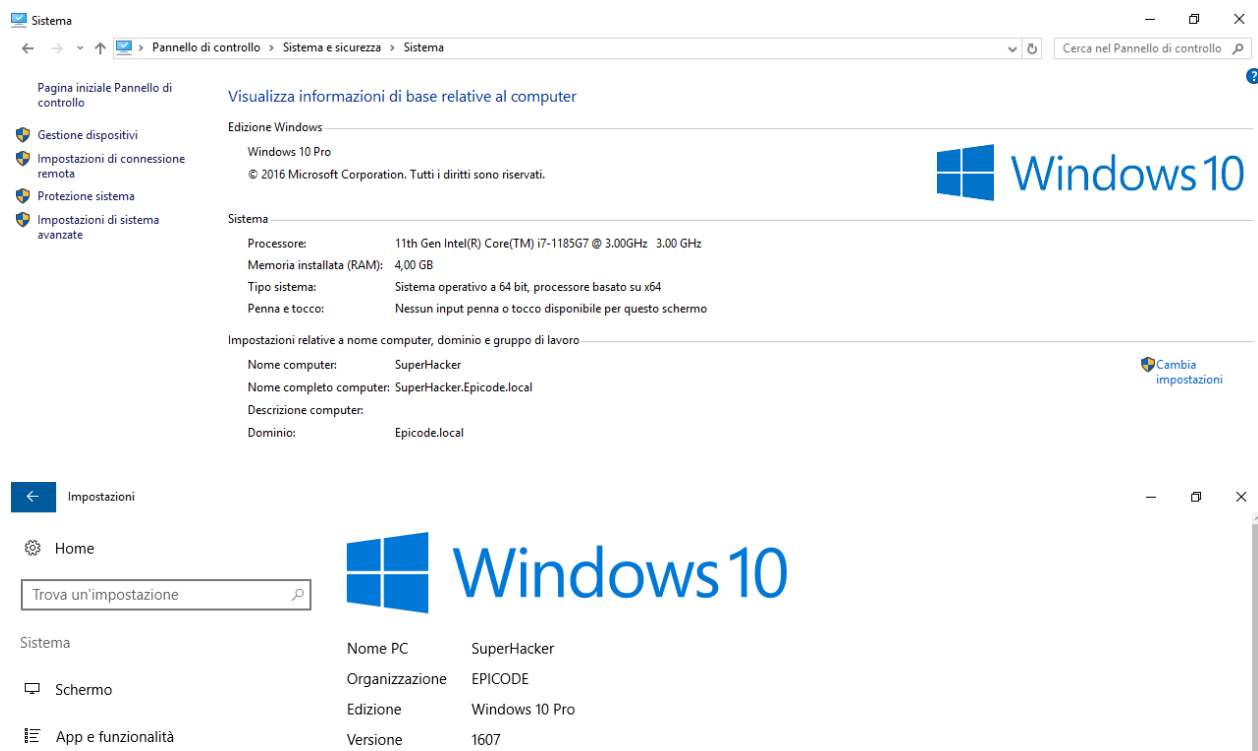 Sistema
Pannello di controllo > Sistema e sicurezza > Sistema
Cerca nel Pannello di controllo
Pagina iniziale Pannello di
controllo
Gestione dispositivi
Impostazioni di connessione
remota
Protezione sistema
Impostazioni di sistema
avanzate
?
Visualizza informazioni di base relative al computer
Edizione Windows
Windows 10 Pro
© 2016 Microsoft Corporation. Tutti i diritti sono riservati.
Windows 10
Sistema
Processore: 11th Gen Intel(R) Core(TM) i7-1185G7 @ 3.00GHz 3.00 GHz
Memoria installata (RAM): 4,00 GB
Tipo sistema: Sistema operativo a 64 bit, processore basato su x64
Penna e tocco: Nessun input penna o tocco disponibile per questo schermo
Impostazioni relative a nome computer, dominio e gruppo di lavoro
Nome computer: SuperHacker
Nome completo computer: SuperHacker.Epicode.local
Descrizione computer:
Dominio: Epicode.local
Cambia
impostazioni
Impostazioni
Home
Trova un'impostazione
Sistema
Schermo
App e funzionalità
Windows 10
Nome PC SuperHacker
Organizzazione EPICODE
Edizione Windows 10 Pro
Versione 1607